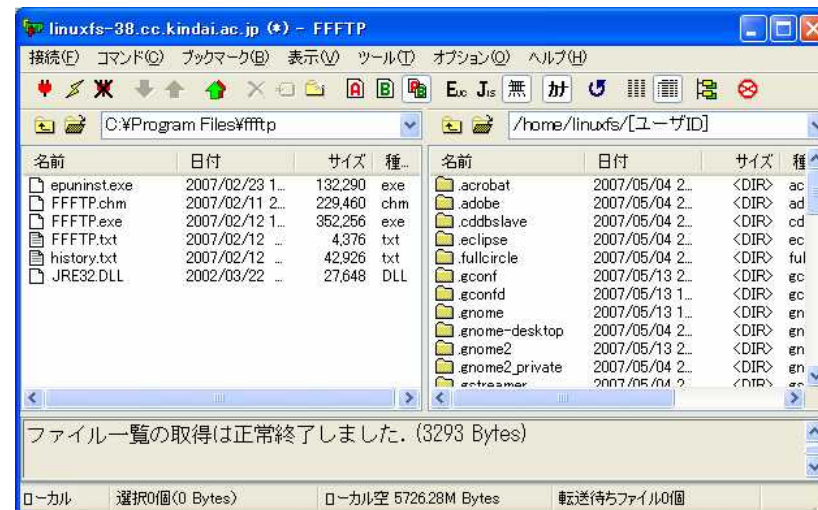 linuxfs-38.cc.kindai.ac.jp (*) - FFFTP
接続(F) コマンド(C) ブックマーク(B) 表示(V) ツール(T) オプション(O) ヘルプ(H)
A B Euc JIS 無 カナ
C:¥Program Files¥ffftp
/home/linuxfs/[ユーザID]
名前 日付 サイズ 種...
epuninst.exe 2007/02/23 1... 132,290 exe
FFFTP.chm 2007/02/11 2... 229,460 chm
FFFTP.exe 2007/02/12 1... 352,256 exe
FFFTP.txt 2007/02/12 ... 4,376 txt
history.txt 2007/02/12 ... 42,926 txt
JRE32.DLL 2002/03/22 ... 27,648 DLL
名前 日付 サイズ 種
.acrobat 2007/05/04 2... <DIR> ac
.adobe 2007/05/04 2... <DIR> ad
.cddbslave 2007/05/04 2... <DIR> cd
.eclipse 2007/05/04 2... <DIR> ec
.fullcircle 2007/05/04 2... <DIR> ful
.gconf 2007/05/13 2... <DIR> gc
.gconfd 2007/05/13 1... <DIR> gc
.gnome 2007/05/13 1... <DIR> gn
.gnome-desktop 2007/05/04 2... <DIR> gn
.gnome2 2007/05/13 2... <DIR> gn
.gnome2_private 2007/05/04 2... <DIR> gn
.gstreamer 2007/05/04 2... <DIR> gs
ファイル一覧の取得は正常終了しました. (3293 Bytes)
ローカル 選択0個(0 Bytes) ローカル空 5726.28M Bytes 転送待ちファイル0個